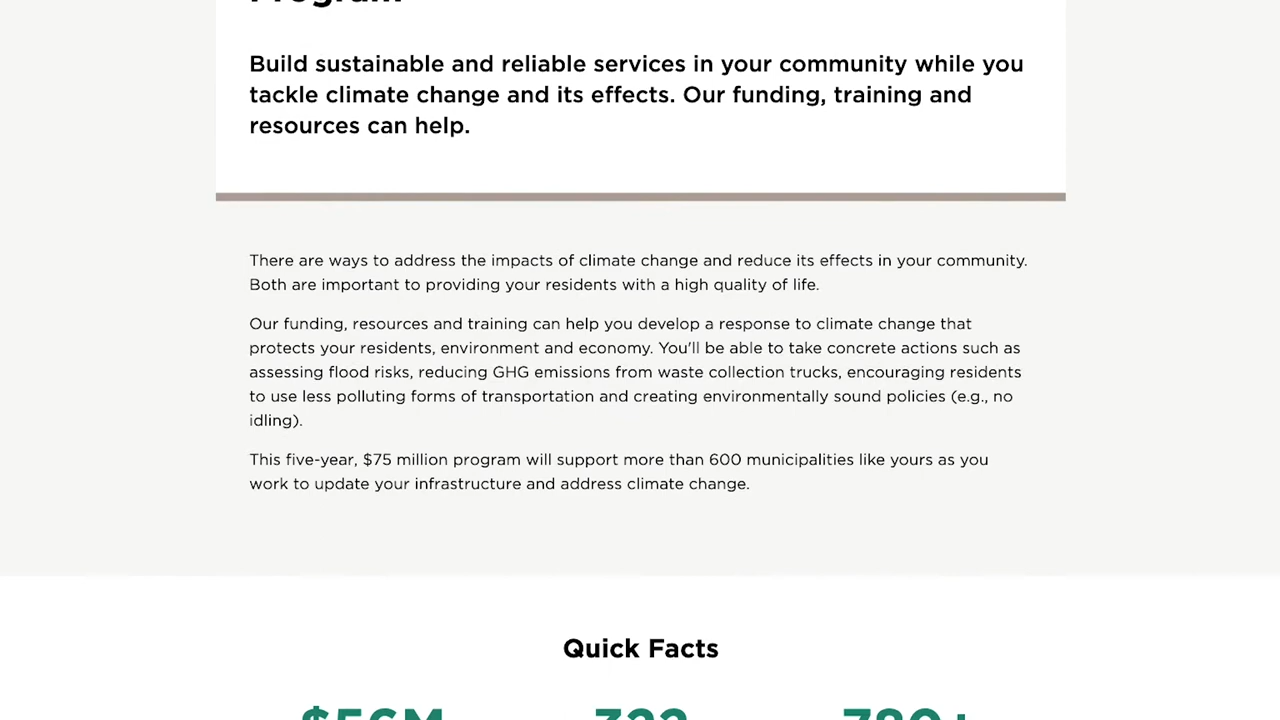 Program
Build sustainable and reliable services in your community while you
tackle climate change and its effects. Our funding, training and
resources can help.
There are ways to address the impacts of climate change and reduce its effects in your community.
Both are important to providing your residents with a high quality of life.
Our funding, resources and training can help you develop a response to climate change that
protects your residents, environment and economy. You'll be able to take concrete actions such as
assessing flood risks, reducing GHG emissions from waste collection trucks, encouraging residents
to use less polluting forms of transportation and creating environmentally sound policies (e.g., no
idling).
This five-year, $75 million program will support more than 600 municipalities like yours as you
work to update your infrastructure and address climate change.
Quick Facts